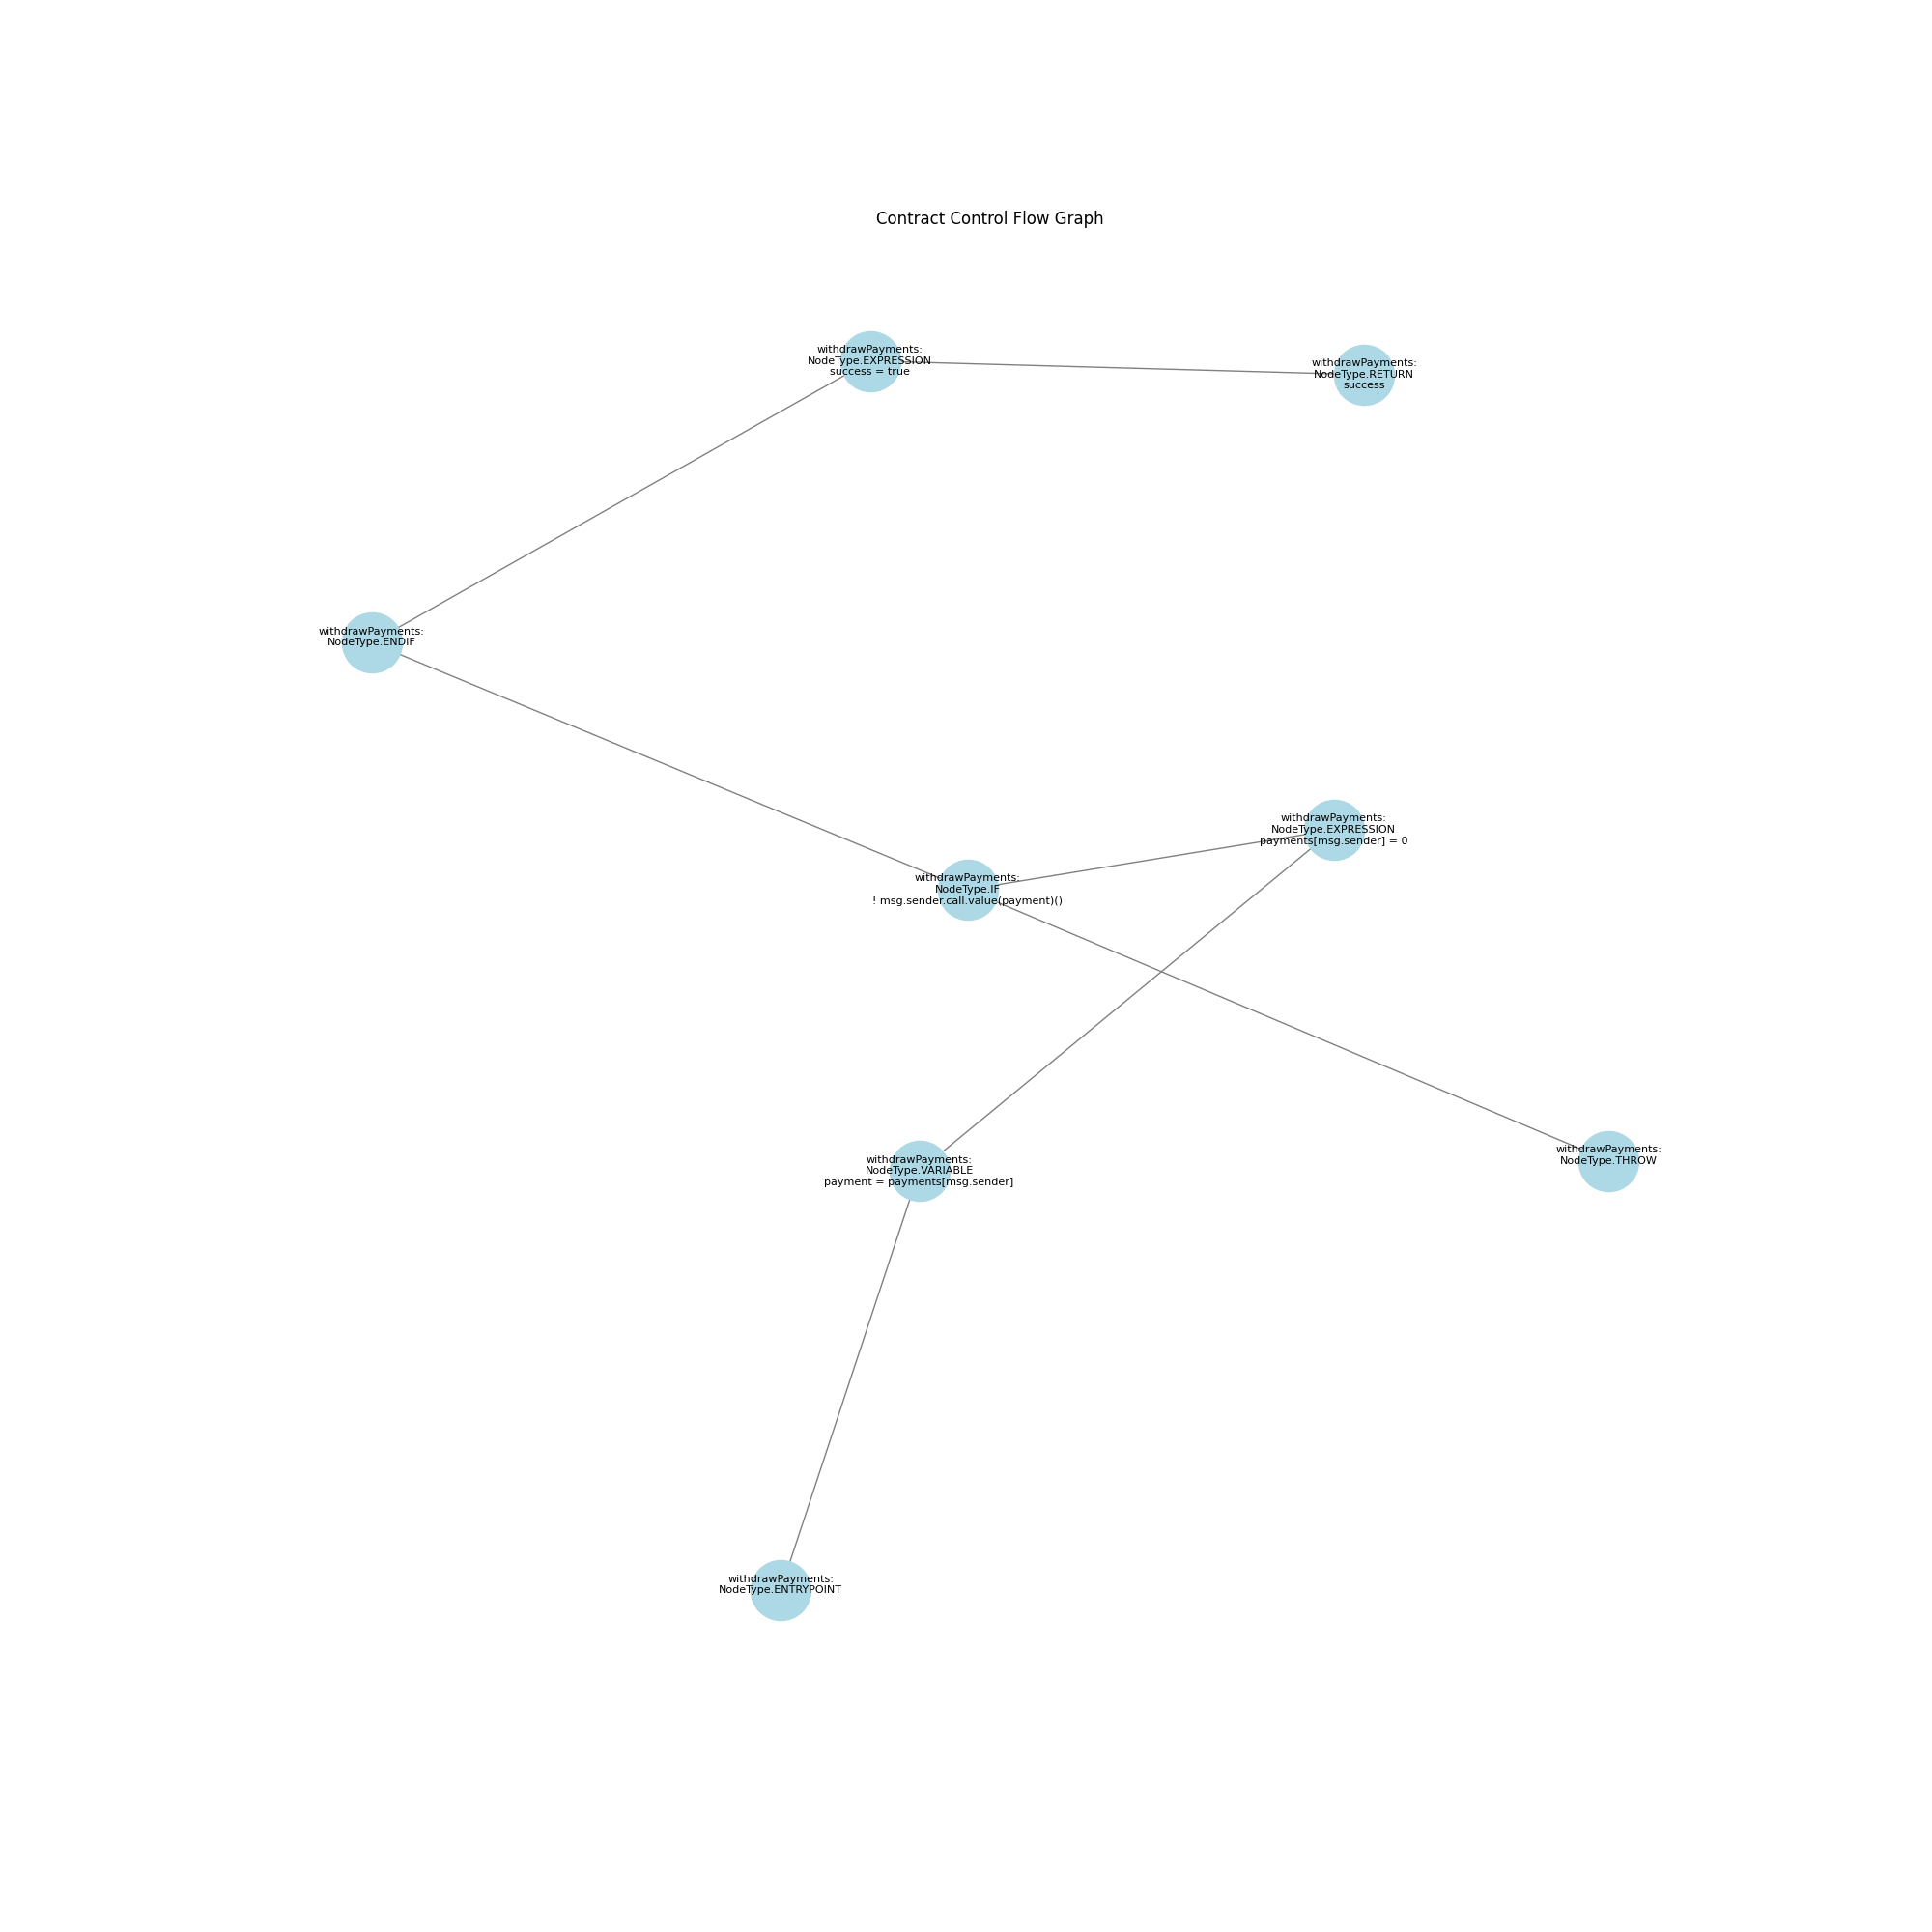 Contract Control Flow Graph
withdrawPayments:
NodeType.EXPRESSION
success = true
withdrawPayments:
NodeType.RETURN
success
withdrawPayments:
NodeType.ENDIF
withdrawPayments:
NodeType.EXPRESSION
payments[msg.sender] = 0
withdrawPayments:
NodeType.IF
! msg.sender.call.value(payment)()
withdrawPayments:
NodeType.VARIABLE
payment = payments[msg.sender]
withdrawPayments:
NodeType.THROW
withdrawPayments:
NodeType.ENTRYPOINT